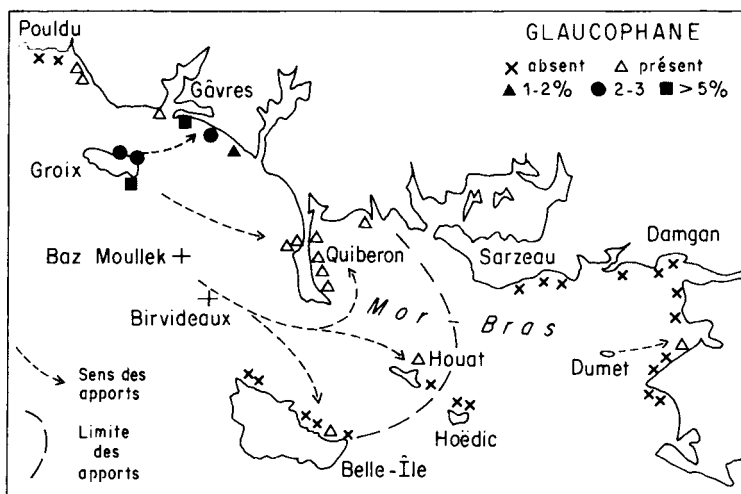 Pouldu
GLAUCOPHANE
× absent △ présent
▲ 1-2% ● 2-3 ■ >5%
Gâvres
Groix
Baz Moullek +
Quiberon
Sarzeau
Damgan
Birvideaux
Mor - Bras
Houat
Dumet
Sens des
apports
Hoëdic
Limite
des
apports
Belle-Île